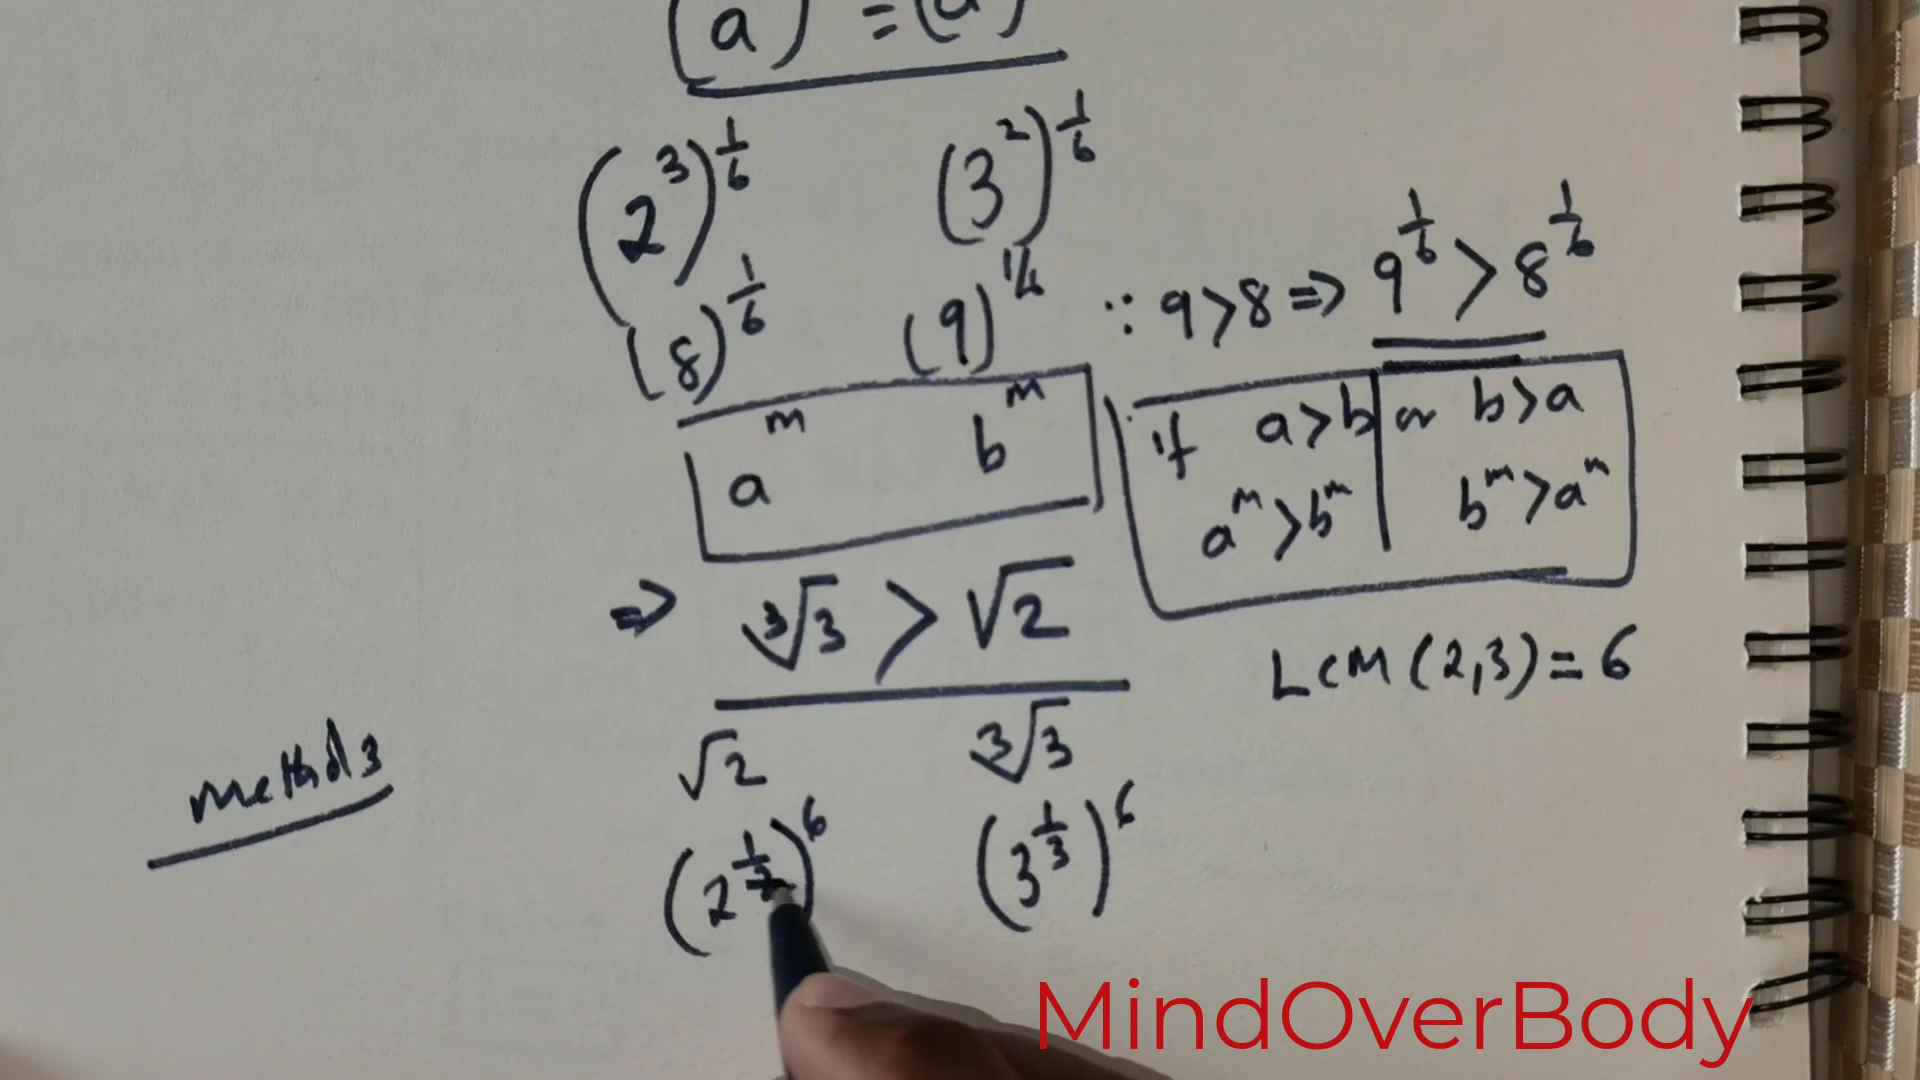 (a) = (a)
(2³)^(1/6) (3²)^(1/6)
(8)^(1/6) (9)^(1/6) ∵ 9>8 ⇒ 9^(1/6) > 8^(1/6)
a^m b^m
if a>b or b>a
a^m>b^m b^m>a^m
⇒ ∛3 > √2
LCM(2,3)=6
√2 ∛3
method 3
(2^(1/2))^6 (3^(1/3))^6
MindOverBody